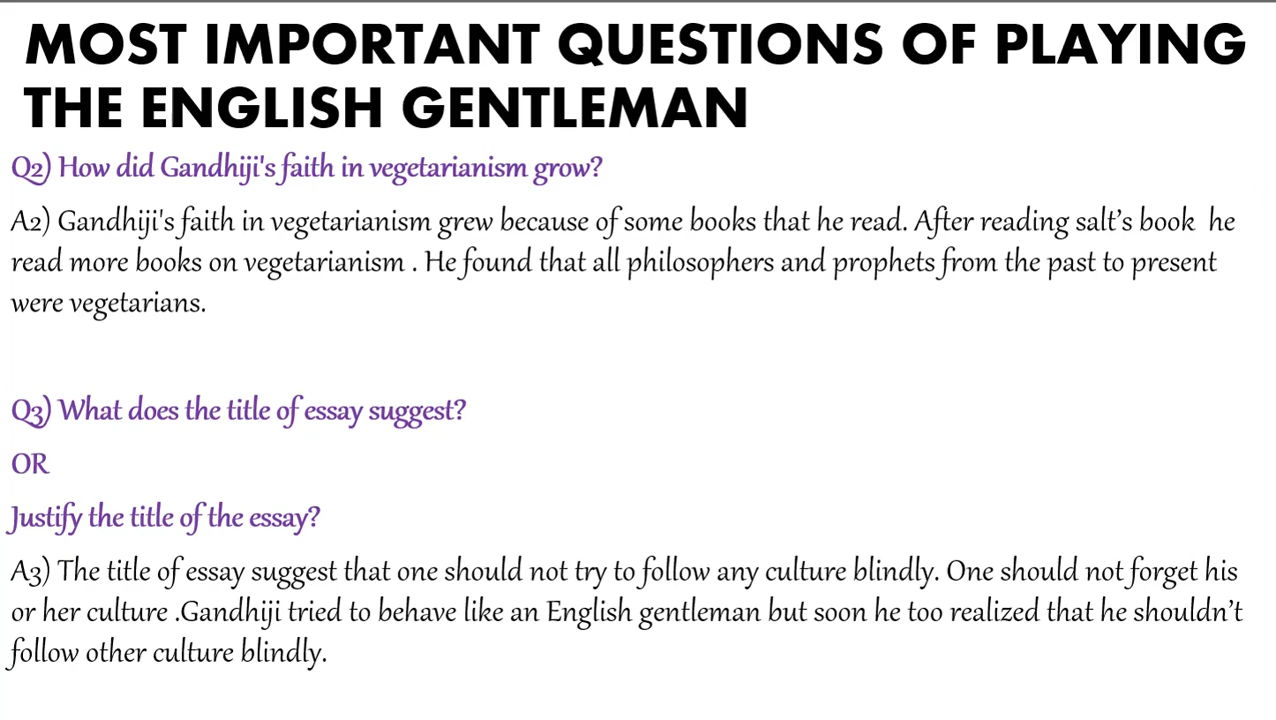 MOST IMPORTANT QUESTIONS OF PLAYING
THE ENGLISH GENTLEMAN
Q2) How did Gandhiji's faith in vegetarianism grow?
A2) Gandhiji's faith in vegetarianism grew because of some books that he read. After reading salt’s book he
read more books on vegetarianism . He found that all philosophers and prophets from the past to present
were vegetarians.
Q3) What does the title of essay suggest?
OR
Justify the title of the essay?
A3) The title of essay suggest that one should not try to follow any culture blindly. One should not forget his
or her culture .Gandhiji tried to behave like an English gentleman but soon he too realized that he shouldn’t
follow other culture blindly.